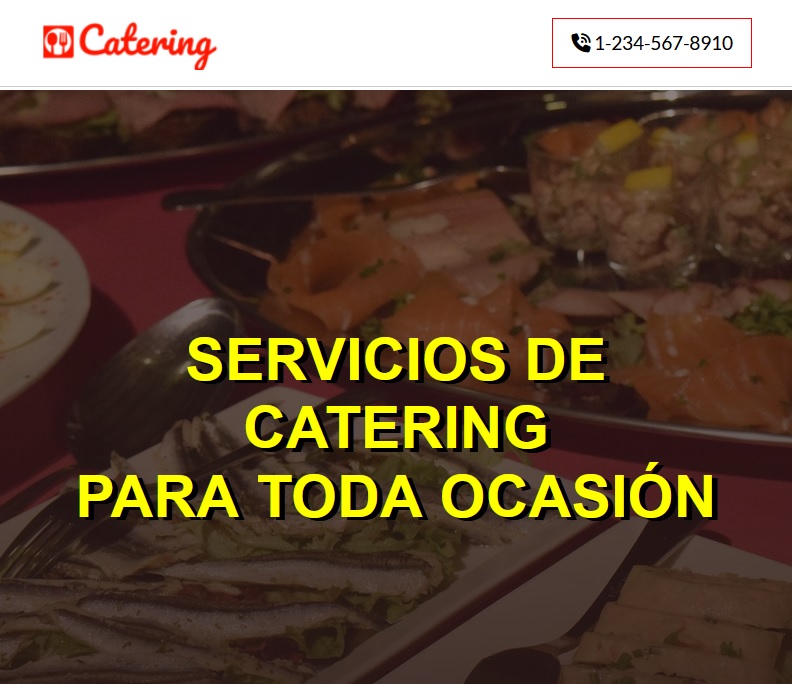 Catering
1-234-567-8910
SERVICIOS DE
CATERING
PARA TODA OCASIÓN